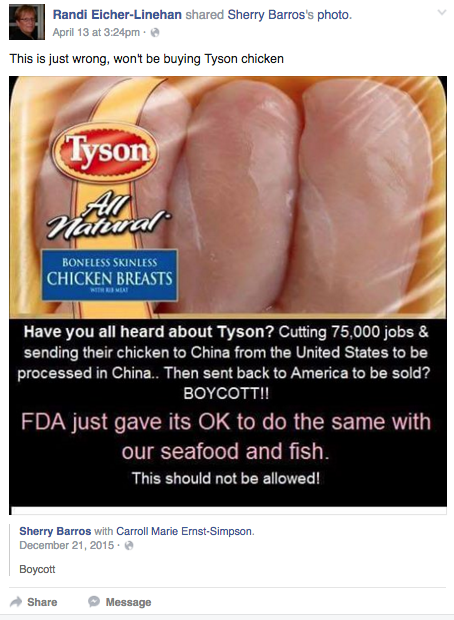 Randi Eicher-Linehan shared Sherry Barros's photo.
April 13 at 3:24pm ·
This is just wrong, won't be buying Tyson chicken
Tyson
All
Natural
BONELESS SKINLESS
CHICKEN BREASTS
WITH RIB MEAT
Have you all heard about Tyson? Cutting 75,000 jobs &
sending their chicken to China from the United States to be
processed in China.. Then sent back to America to be sold?
BOYCOTT!!
FDA just gave its OK to do the same with
our seafood and fish.
This should not be allowed!
Sherry Barros with Carroll Marie Ernst-Simpson.
December 21, 2015 ·
Boycott
Share Message